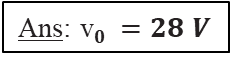 Ans: v₀ = 28 V